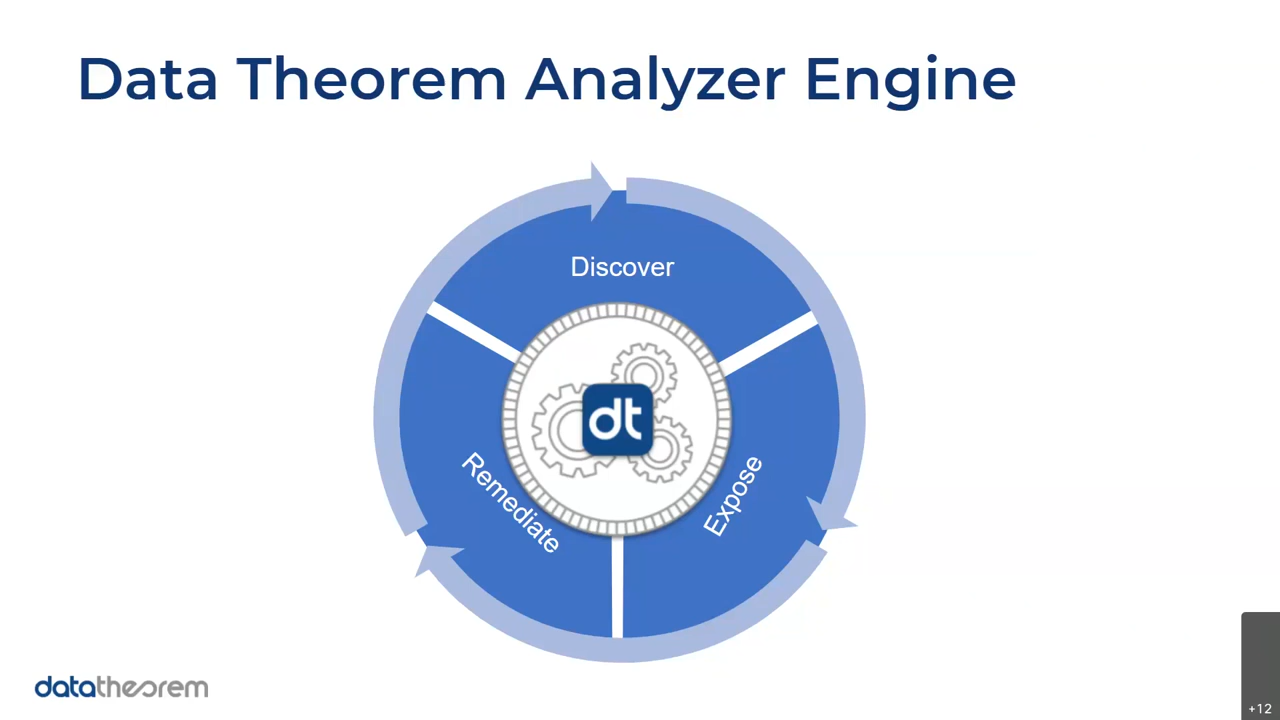 Data Theorem Analyzer Engine
Discover
dt
Remediate
Expose
datatheorem
+12